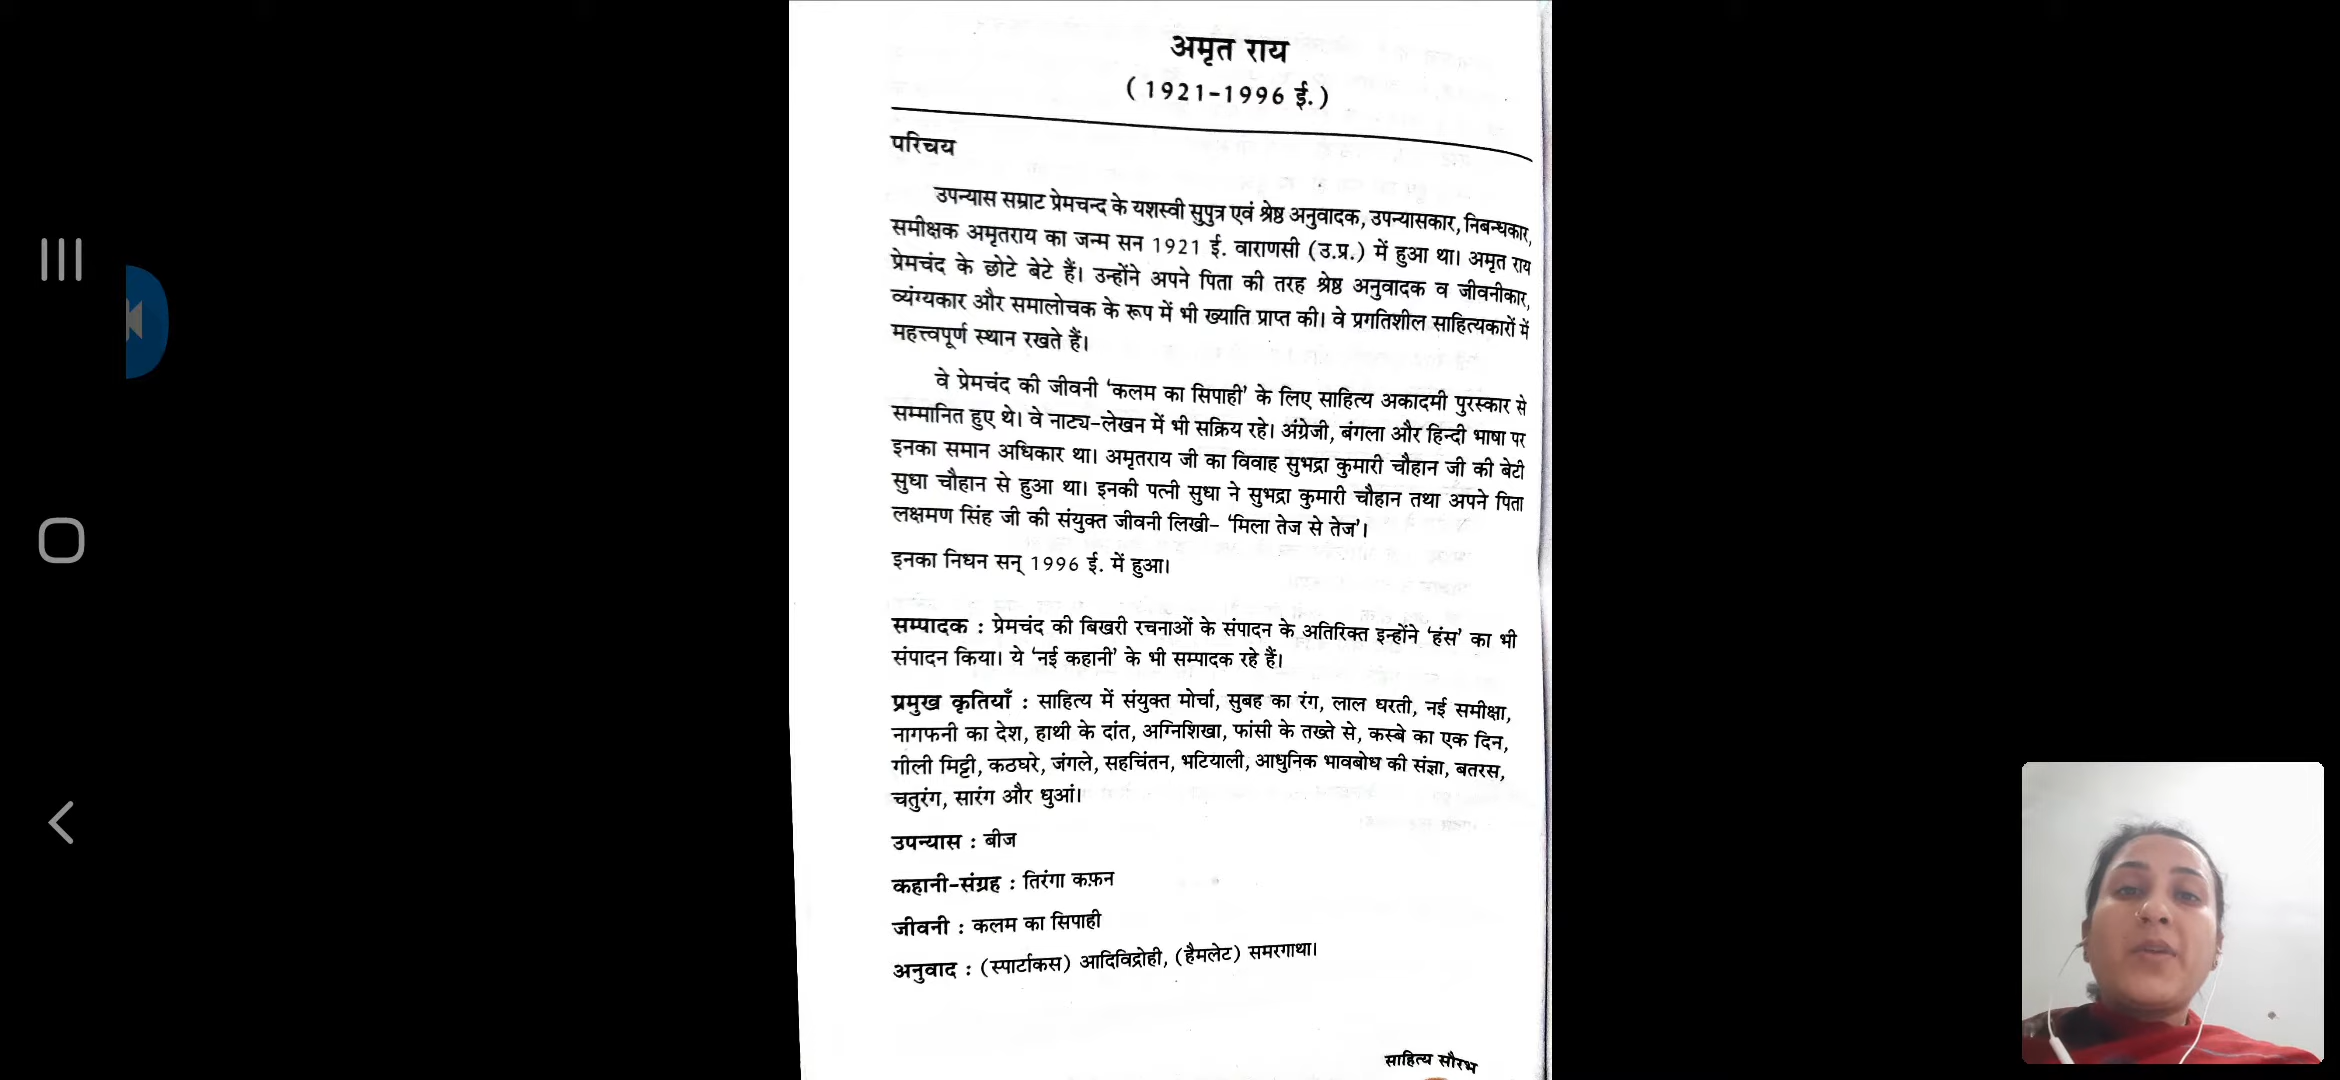 अमृत राय
(1921-1996 ई.)
परिचय
उपन्यास सम्राट प्रेमचन्द के यशस्वी सुपुत्र एवं श्रेष्ठ अनुवादक, उपन्यासकार, निबन्धकार,
समीक्षक अमृतराय का जन्म सन 1921 ई. वाराणसी (उ.प्र.) में हुआ था। अमृत राय
प्रेमचंद के छोटे बेटे हैं। उन्होंने अपने पिता की तरह श्रेष्ठ अनुवादक व जीवनीकार,
व्यंग्यकार और समालोचक के रूप में भी ख्याति प्राप्त की। वे प्रगतिशील साहित्यकारों में
महत्त्वपूर्ण स्थान रखते हैं।
वे प्रेमचंद की जीवनी ‘कलम का सिपाही’ के लिए साहित्य अकादमी पुरस्कार से
सम्मानित हुए थे। वे नाट्य-लेखन में भी सक्रिय रहे। अंग्रेजी, बंगला और हिन्दी भाषा पर
इनका समान अधिकार था। अमृतराय जी का विवाह सुभद्रा कुमारी चौहान जी की बेटी
सुधा चौहान से हुआ था। इनकी पत्नी सुधा ने सुभद्रा कुमारी चौहान तथा अपने पिता
लक्षमण सिंह जी की संयुक्त जीवनी लिखी- ‘मिला तेज से तेज’।
इनका निधन सन् 1996 ई. में हुआ।
सम्पादक : प्रेमचंद की बिखरी रचनाओं के संपादन के अतिरिक्त इन्होंने ‘हंस’ का भी
संपादन किया। ये ‘नई कहानी’ के भी सम्पादक रहे हैं।
प्रमुख कृतियाँ : साहित्य में संयुक्त मोर्चा, सुबह का रंग, लाल धरती, नई समीक्षा,
नागफनी का देश, हाथी के दांत, अग्निशिखा, फांसी के तख्ते से, कस्बे का एक दिन,
गीली मिट्टी, कठघरे, जंगले, सहचिंतन, भटियाली, आधुनिक भावबोध की संज्ञा, बतरस,
चतुरंग, सारंग और धुआं।
उपन्यास : बीज
कहानी-संग्रह : तिरंगा कफ़न
जीवनी : कलम का सिपाही
अनुवाद : (स्पार्टाकस) आदिविद्रोही, (हैमलेट) समरगाथा।
साहित्य सौरभ